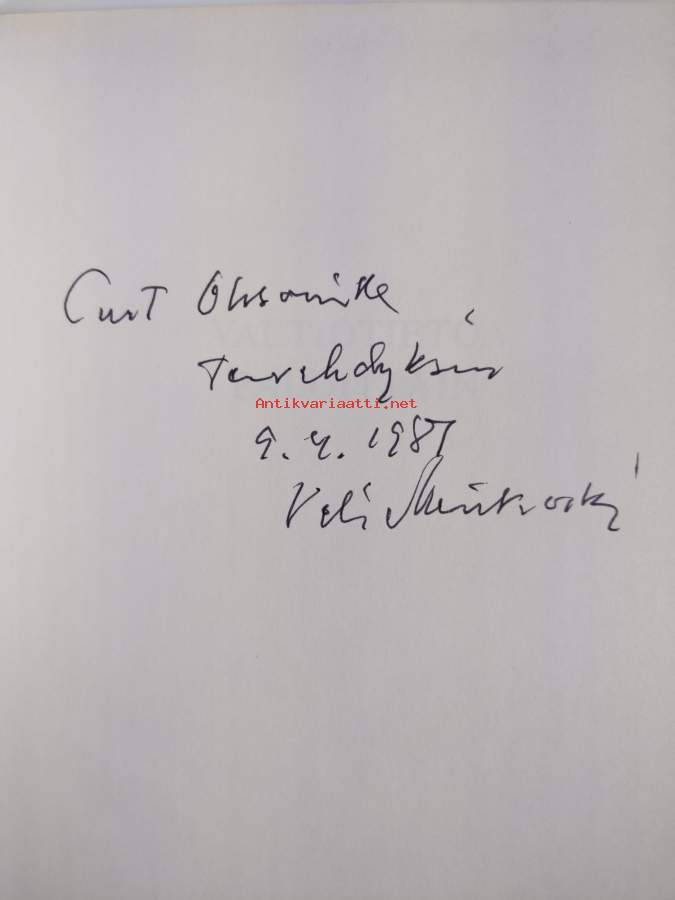 Curt Olssonille
Tervehdyksin
Antikvariaatti.net
9.4.1987
Veli Merikoski